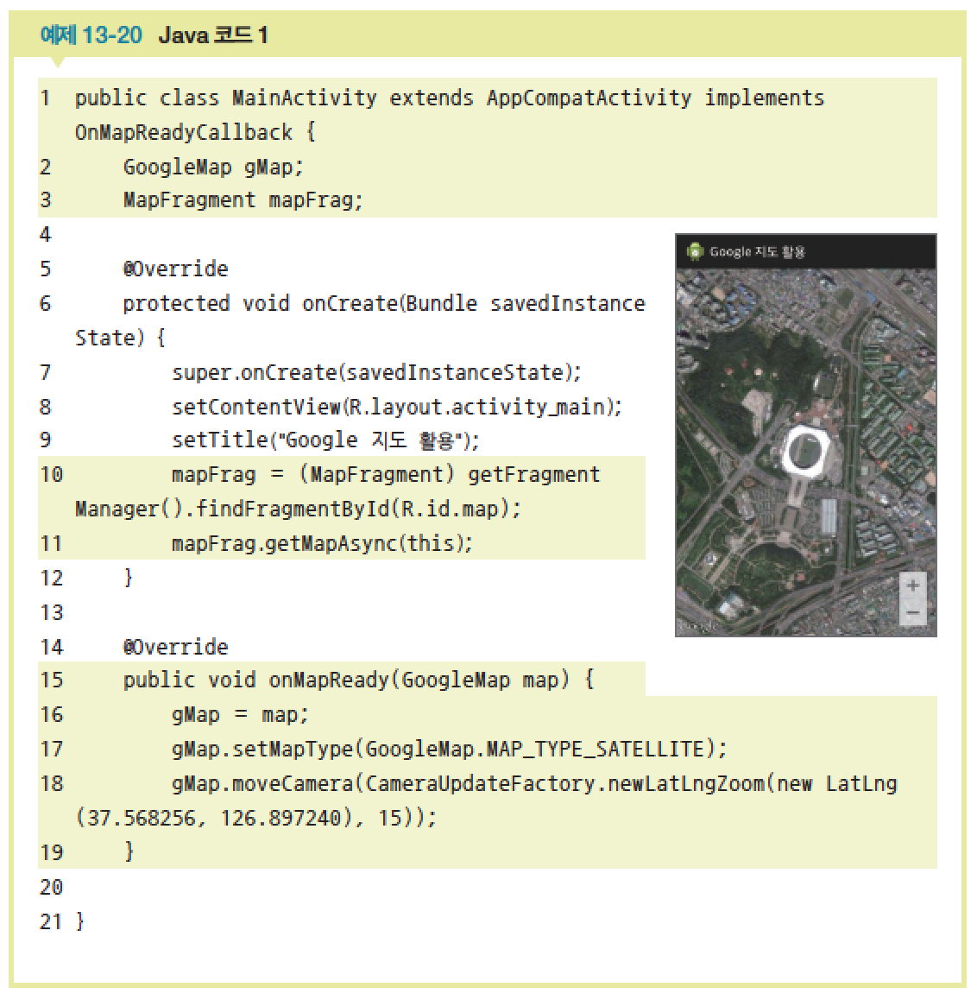 예제 13-20 Java 코드 1
1 public class MainActivity extends AppCompatActivity implements
OnMapReadyCallback {
2 GoogleMap gMap;
3 MapFragment mapFrag;
4
5 @Override
6 protected void onCreate(Bundle savedInstance
State) {
7 super.onCreate(savedInstanceState);
8 setContentView(R.layout.activity_main);
9 setTitle("Google 지도 활용");
10 mapFrag = (MapFragment) getFragment
Manager().findFragmentById(R.id.map);
11 mapFrag.getMapAsync(this);
12 }
13
14 @Override
15 public void onMapReady(GoogleMap map) {
16 gMap = map;
17 gMap.setMapType(GoogleMap.MAP_TYPE_SATELLITE);
18 gMap.moveCamera(CameraUpdateFactory.newLatLngZoom(new LatLng
(37.568256, 126.897240), 15));
19 }
20
21 }
Google 지도 활용
+
−
Google